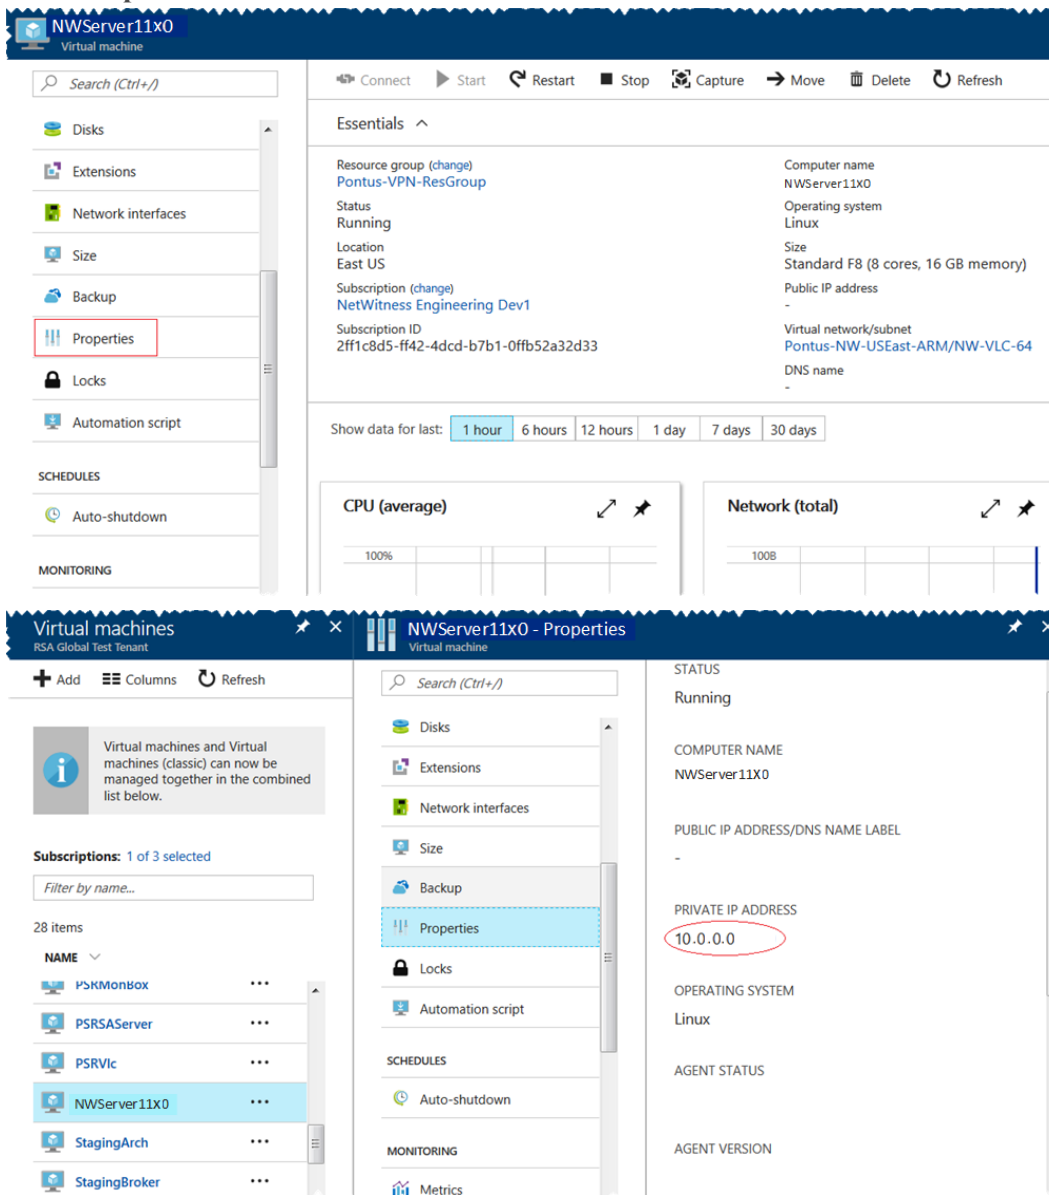 NWServer11x0
Virtual machine
Search (Ctrl+/)
Connect Start Restart Stop Capture Move Delete Refresh
Disks
Extensions
Network interfaces
Size
Backup
Properties
Locks
Automation script
SCHEDULES
Auto-shutdown
MONITORING
Essentials
Resource group (change)
Pontus-VPN-ResGroup
Status
Running
Location
East US
Subscription (change)
NetWitness Engineering Dev1
Subscription ID
2ff1c8d5-ff42-4dcd-b7b1-0ffb52a32d33
Computer name
NWServer11X0
Operating system
Linux
Size
Standard F8 (8 cores, 16 GB memory)
Public IP address
-
Virtual network/subnet
Pontus-NW-USEast-ARM/NW-VLC-64
DNS name
-
Show data for last: 1 hour 6 hours 12 hours 1 day 7 days 30 days
CPU (average)
100%
Network (total)
100B
Virtual machines
RSA Global Test Tenant
Add Columns Refresh
Virtual machines and Virtual
machines (classic) can now be
managed together in the combined
list below.
Subscriptions: 1 of 3 selected
Filter by name...
28 items
NAME
PSRMonBox ...
PSRSAServer ...
PSRVlc ...
NWServer11X0 ...
StagingArch ...
StagingBroker ...
NWServer11x0 - Properties
Virtual machine
Search (Ctrl+/)
Disks
Extensions
Network interfaces
Size
Backup
Properties
Locks
Automation script
SCHEDULES
Auto-shutdown
MONITORING
Metrics
STATUS
Running
COMPUTER NAME
NWServer11X0
PUBLIC IP ADDRESS/DNS NAME LABEL
-
PRIVATE IP ADDRESS
10.0.0.0
OPERATING SYSTEM
Linux
AGENT STATUS
AGENT VERSION